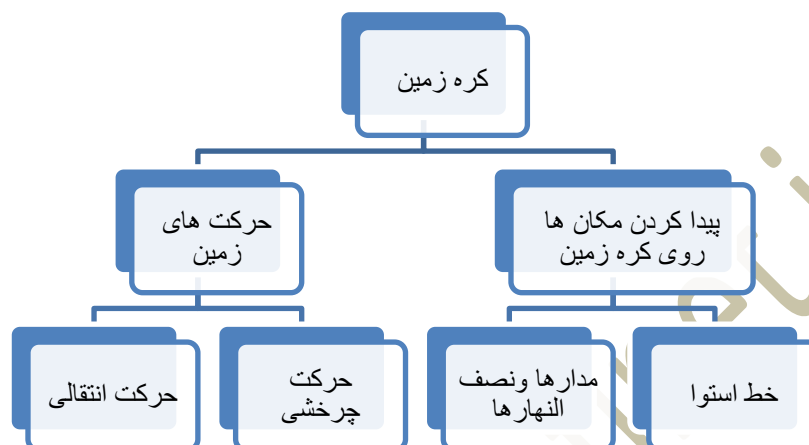 کره زمین
پیدا کردن مکان ها
روی کره زمین
حرکت های
زمین
خط استوا
مدارها ونصف
النهارها
حرکت
چرخشی
حرکت انتقالی